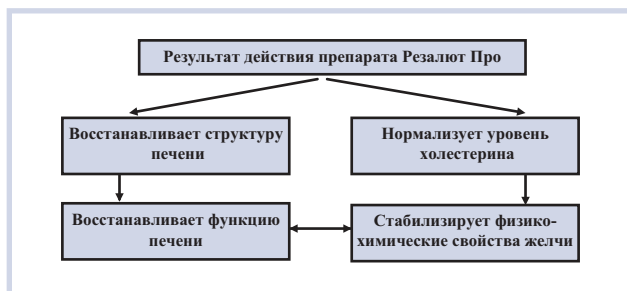 Результат действия препарата Резалют Про
Восстанавливает структуру
печени
Нормализует уровень
холестерина
Восстанавливает функцию
печени
Стабилизирует физико-
химические свойства желчи